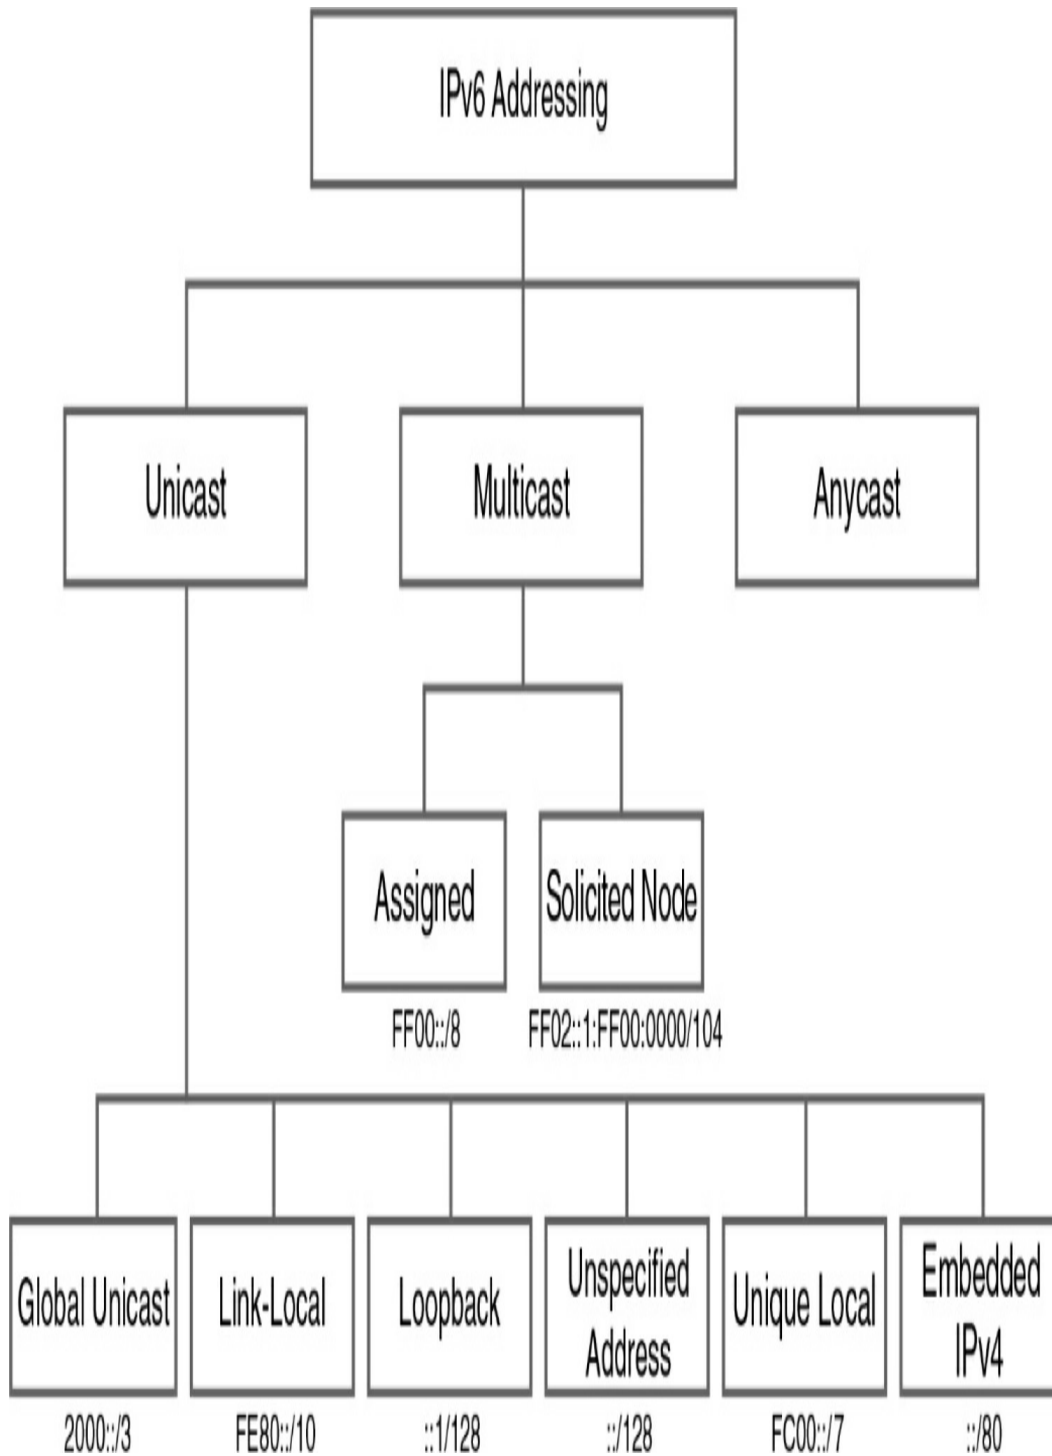 IPv6 Addressing
Unicast
Multicast
Anycast
Assigned
Solicited Node
FF00::/8
FF02::1:FF00:0000/104
Global Unicast
Link-Local
Loopback
Unspecified
Address
Unique Local
Embedded
IPv4
2000::/3
FE80::/10
::1/128
::/128
FC00::/7
::/80